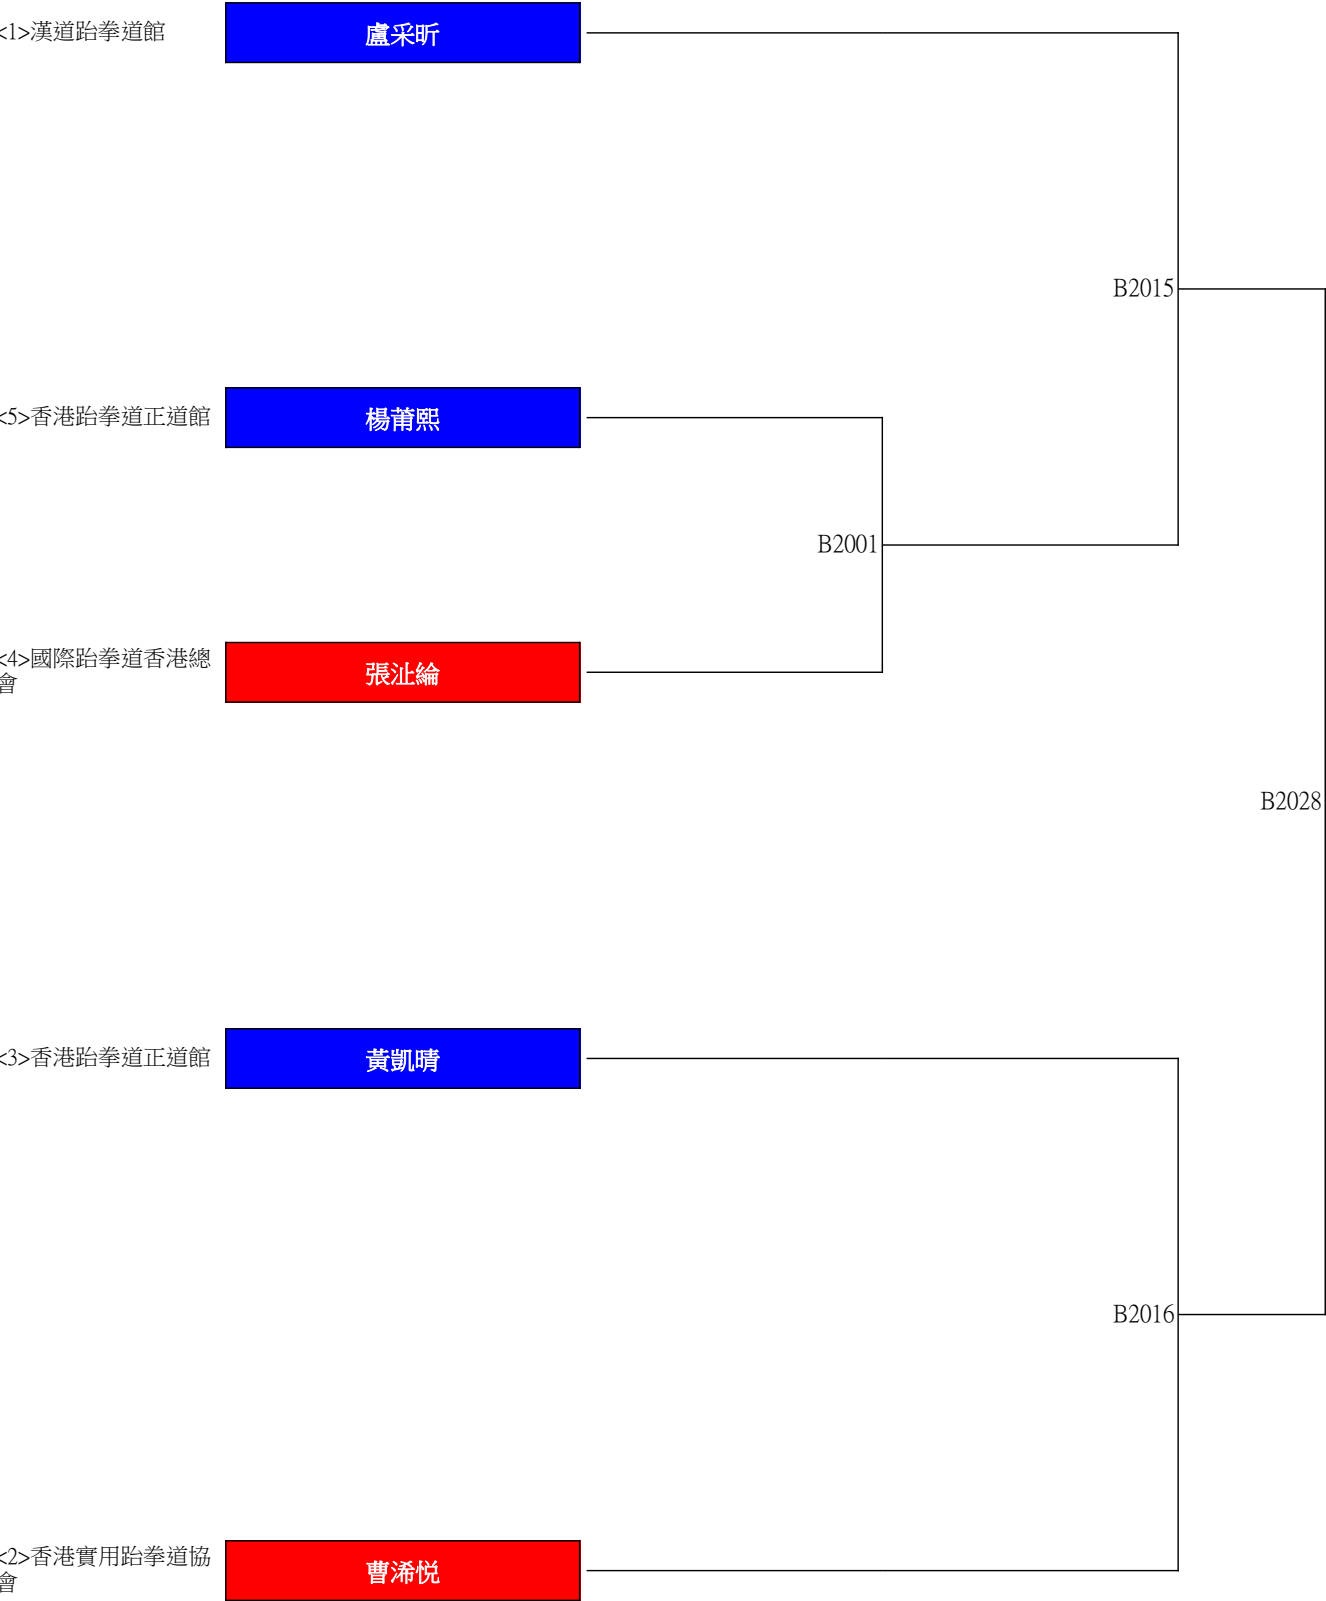 <1>漢道跆拳道館
盧采昕
B2015
<5>香港跆拳道正道館
楊莆熙
B2001
<4>國際跆拳道香港總
會
張沚綸
B2028
<3>香港跆拳道正道館
黃凱晴
B2016
<2>香港實用跆拳道協
會
曹浠悦